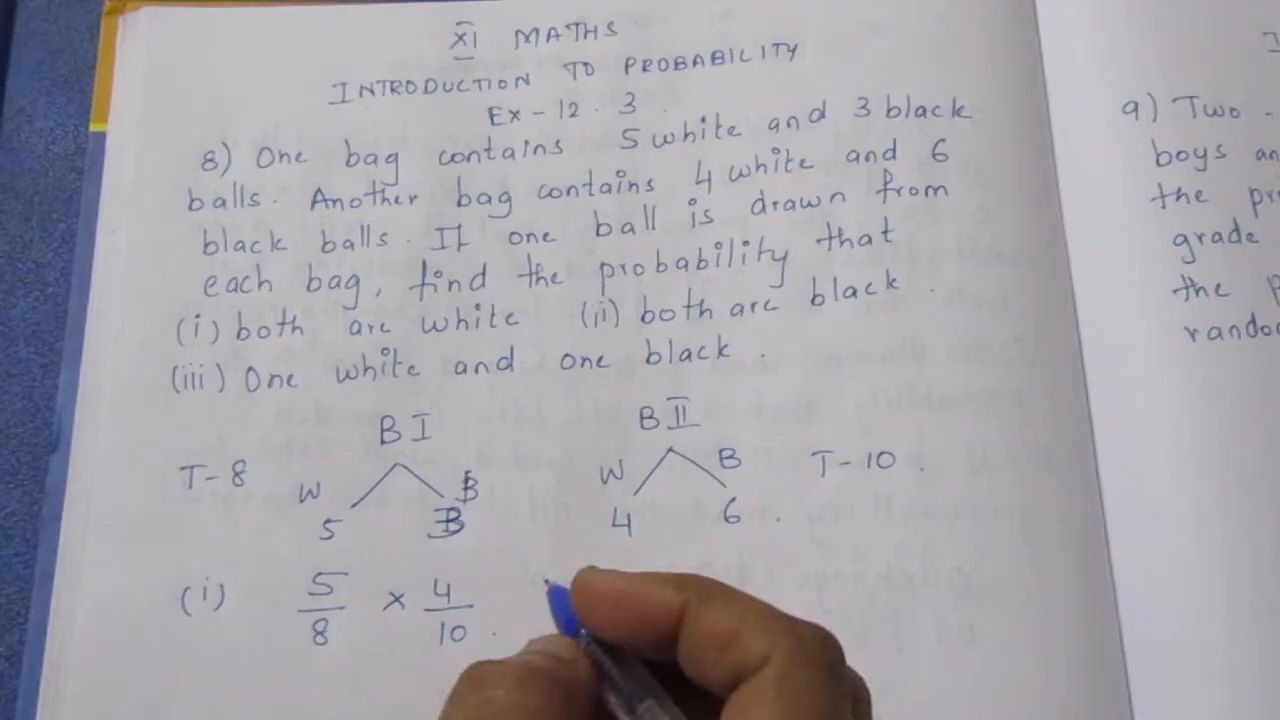 XI MATHS
INTRODUCTION TO PROBABILITY
Ex - 12.3
8) One bag contains 5 white and 3 black
balls. Another bag contains 4 white and 6
black balls. If one ball is drawn from
each bag, find the probability that
(i) both are white (ii) both are black.
(iii) One white and one black.
B I B II
T-8 W B W B T-10.
5 3 4 6.
(i) 5/8 × 4/10.
9) Two
boys
the
grade
the